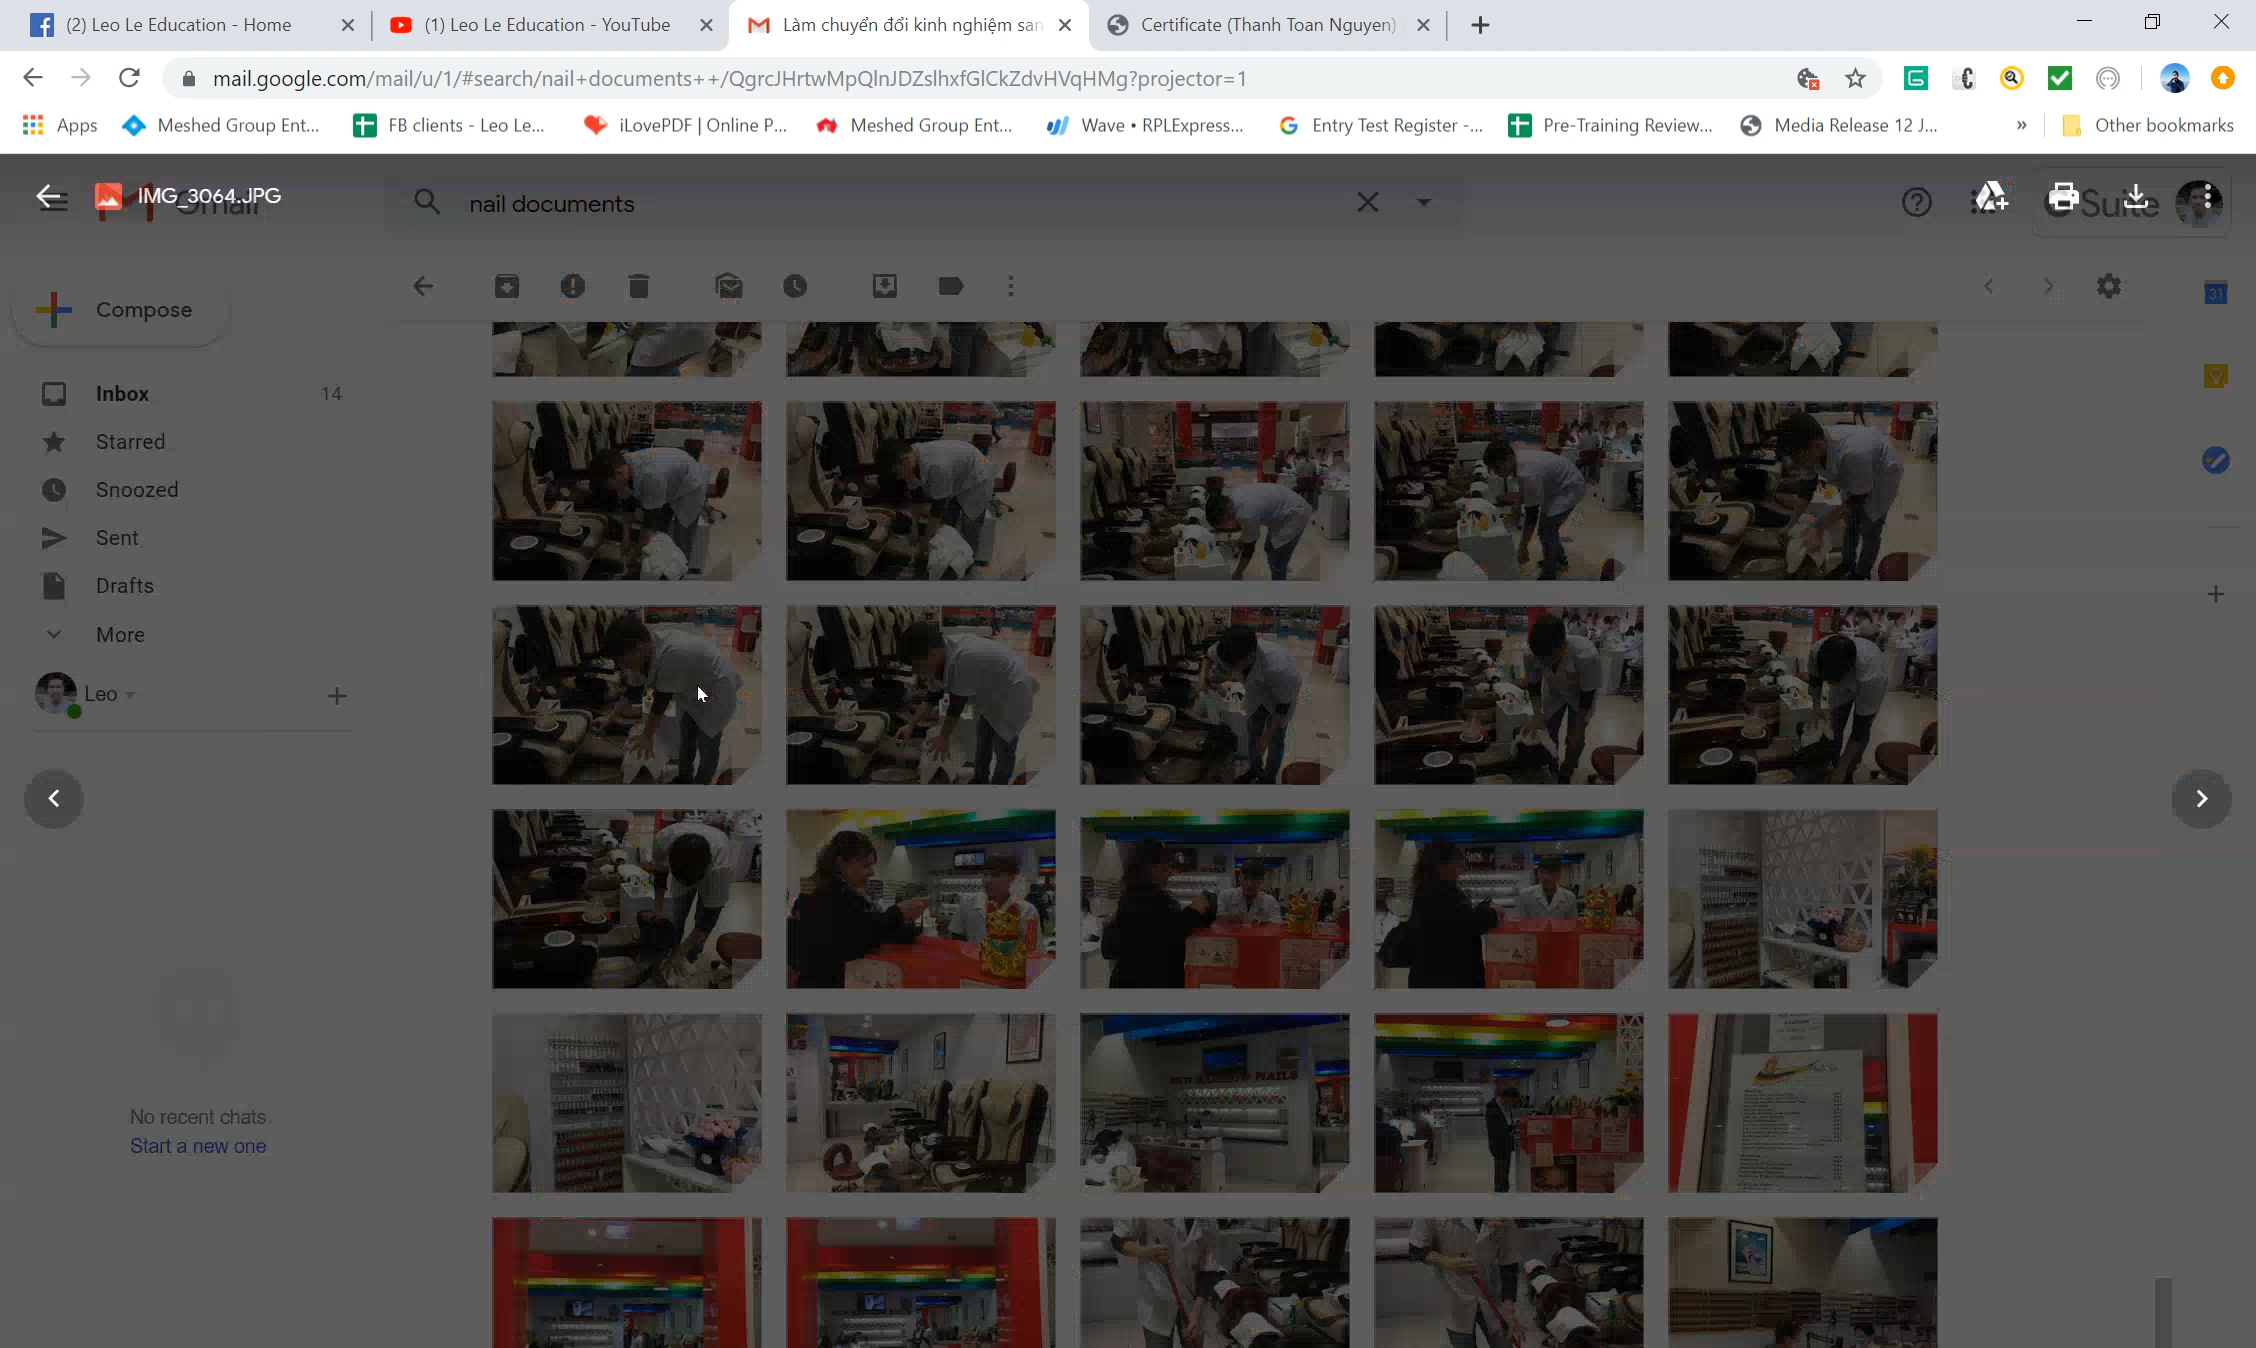 (2) Leo Le Education - Home
(1) Leo Le Education - YouTube
Làm chuyển đổi kinh nghiệm san
Certificate (Thanh Toan Nguyen)
mail.google.com/mail/u/1/#search/nail+documents++/QgrcJHrtwMpQlnJDZslhxfGlCkZdvHVqHMg?projector=1
Apps
Meshed Group Ent...
FB clients - Leo Le...
iLovePDF | Online P...
Meshed Group Ent...
Wave • RPLExpress...
Entry Test Register -...
Pre-Training Review...
Media Release 12 J...
»
Other bookmarks
IMG_3064.JPG
Gmail
nail documents
G Suite
Compose
31
Inbox 14
Starred
Snoozed
Sent
Drafts
More
Leo
No recent chats
Start a new one